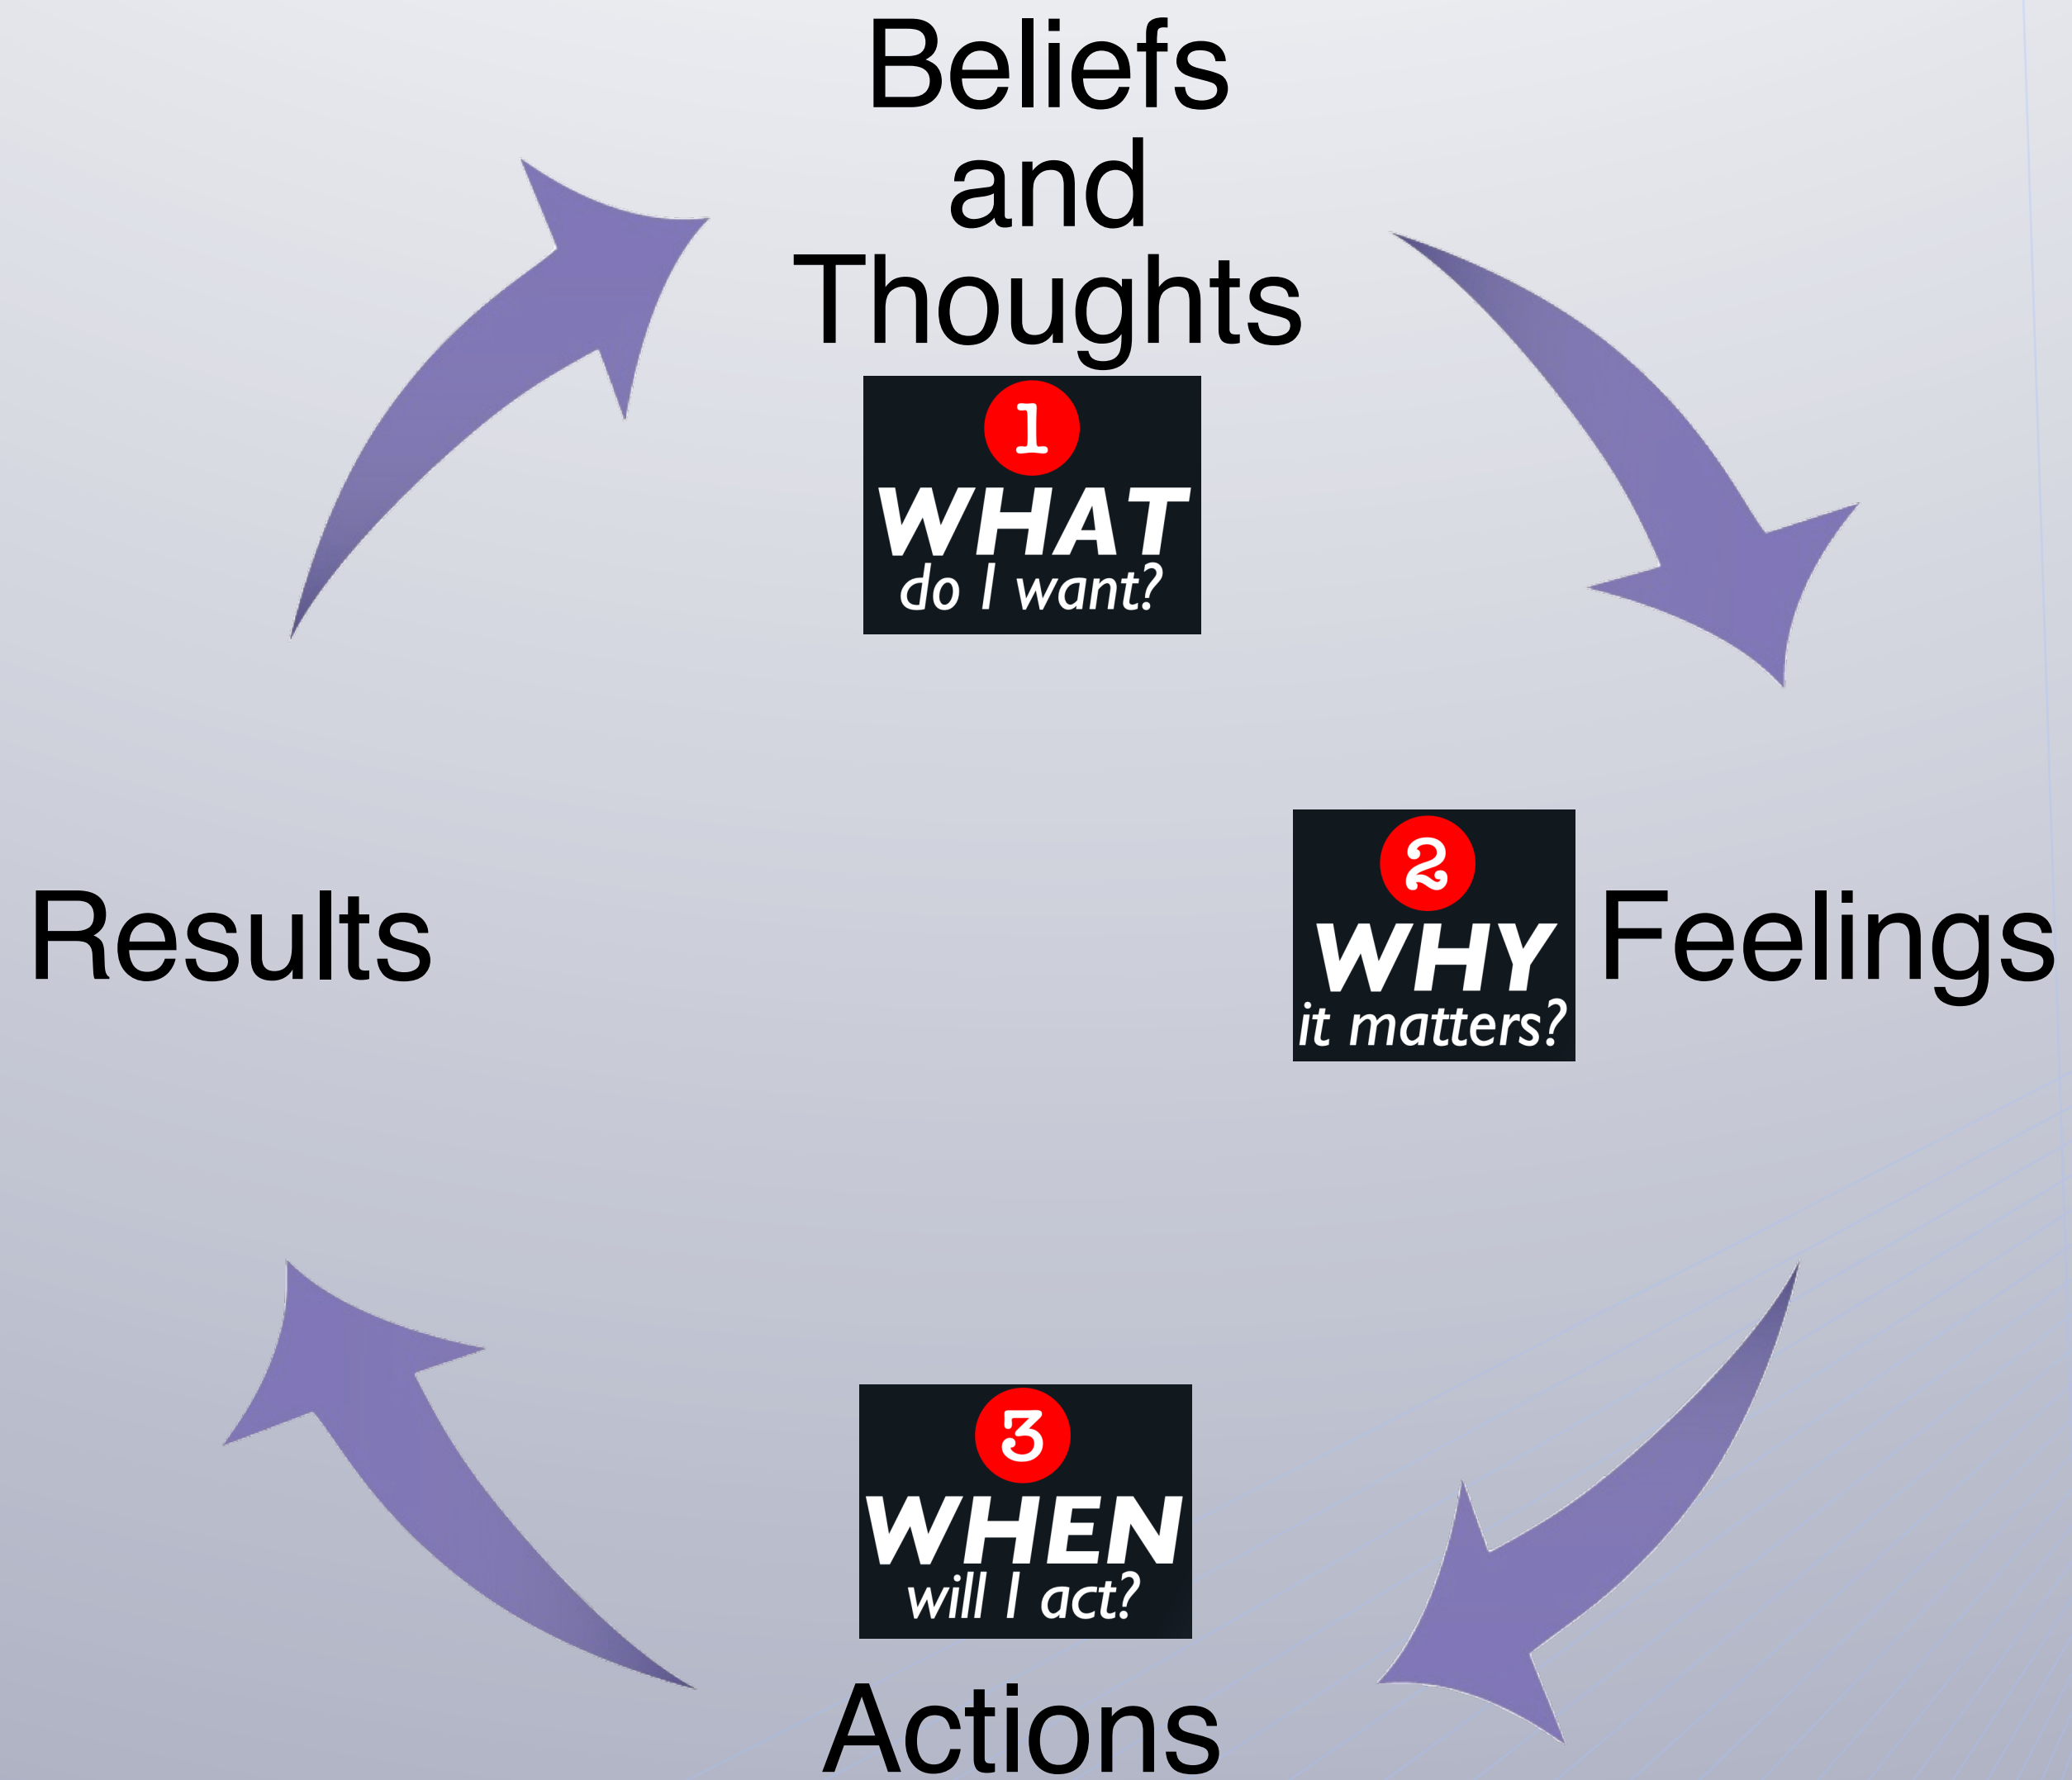 Beliefs
and
Thoughts
1
WHAT
do I want?
Results
2
WHY
it matters?
Feelings
3
WHEN
will I act?
Actions